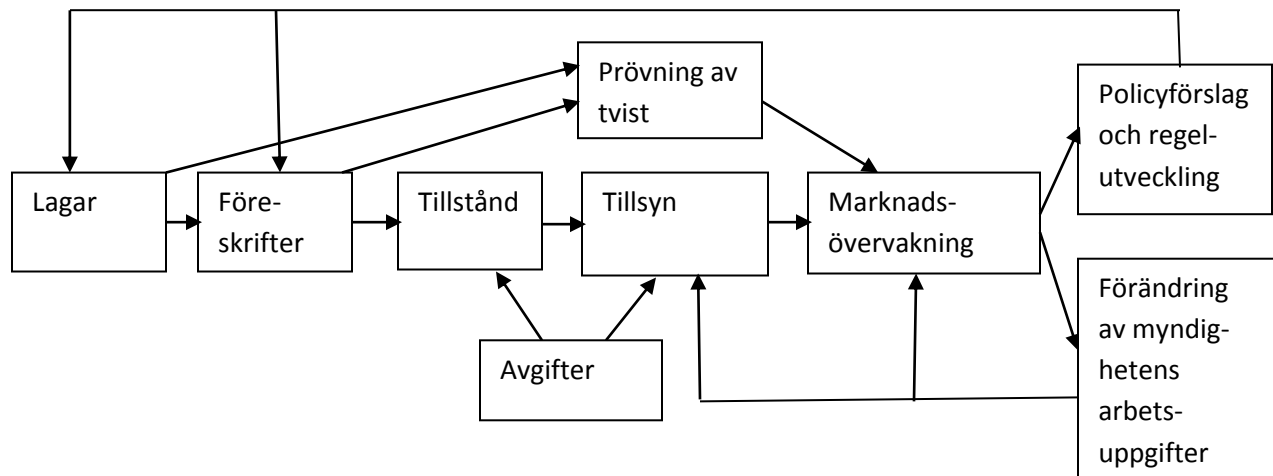 Prövning av
tvist
Policyförslag
och regel-
utveckling
Lagar
Före-
skrifter
Tillstånd
Tillsyn
Marknads-
övervakning
Avgifter
Förändring
av myndig-
hetens
arbets-
uppgifter